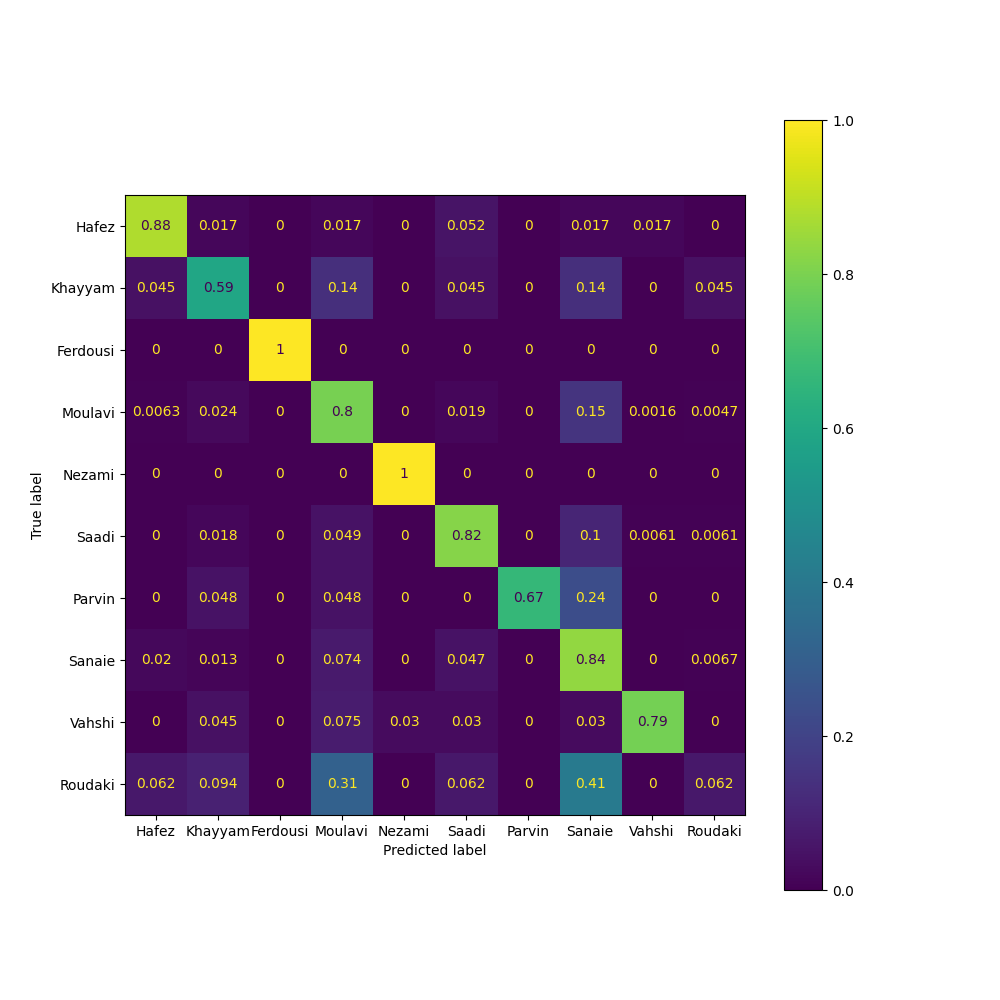 1.0
Hafez 0.88 0.017 0 0.017 0 0.052 0 0.017 0.017 0
0.8
Khayyam 0.045 0.59 0 0.14 0 0.045 0 0.14 0 0.045
Ferdousi 0 0 1 0 0 0 0 0 0 0
Moulavi 0.0063 0.024 0 0.8 0 0.019 0 0.15 0.0016 0.0047
0.6
Nezami 0 0 0 0 1 0 0 0 0 0
True label
Saadi 0 0.018 0 0.049 0 0.82 0 0.1 0.0061 0.0061
0.4
Parvin 0 0.048 0 0.048 0 0 0.67 0.24 0 0
Sanaie 0.02 0.013 0 0.074 0 0.047 0 0.84 0 0.0067
Vahshi 0 0.045 0 0.075 0.03 0.03 0 0.03 0.79 0
0.2
Roudaki 0.062 0.094 0 0.31 0 0.062 0 0.41 0 0.062
Hafez Khayyam Ferdousi Moulavi Nezami Saadi Parvin Sanaie Vahshi Roudaki
Predicted label
0.0